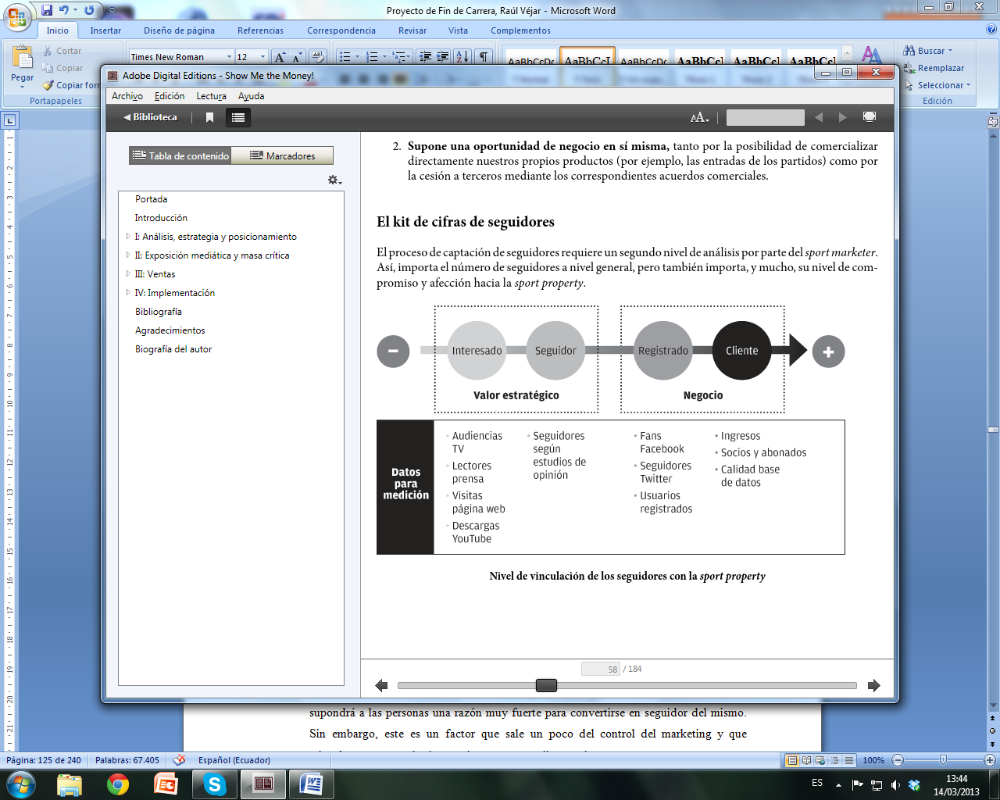 Proyecto de Fin de Carrera, Raúl Véjar - Microsoft Word
Inicio
Insertar
Diseño de página
Referencias
Correspondencia
Revisar
Vista
Complementos
Pegar
Cortar
Copiar
Copiar for
Portapapeles
Times New Roman
12
AaBbCcDc
AaBbCcI
AaBbCcDc
AaBbCc
AaBbCc
AaBbCc
Buscar
Reemplazar
Seleccionar
Edición
Adobe Digital Editions - Show Me the Money!
Archivo
Edición
Lectura
Ayuda
Biblioteca
AA
Tabla de contenido
Marcadores
Portada
Introducción
I: Análisis, estrategia y posicionamiento
II: Exposición mediática y masa crítica
III: Ventas
IV: Implementación
Bibliografía
Agradecimientos
Biografía del autor
2. Supone una oportunidad de negocio en sí misma, tanto por la posibilidad de comercializar
directamente nuestros propios productos (por ejemplo, las entradas de los partidos) como por
la cesión a terceros mediante los correspondientes acuerdos comerciales.
El kit de cifras de seguidores
El proceso de captación de seguidores requiere un segundo nivel de análisis por parte del sport marketer.
Así, importa el número de seguidores a nivel general, pero también importa, y mucho, su nivel de com-
promiso y afección hacia la sport property.
−
Interesado
Seguidor
Registrado
Cliente
+
Valor estratégico
Negocio
Datos
para
medición
• Audiencias
TV
• Lectores
prensa
• Visitas
página web
• Descargas
YouTube
• Seguidores
según
estudios de
opinión
• Fans
Facebook
• Seguidores
Twitter
• Usuarios
registrados
• Ingresos
• Socios y abonados
• Calidad base
de datos
Nivel de vinculación de los seguidores con la sport property
58 / 184
supondrá a las personas una razón muy fuerte para convertirse en seguidor del mismo.
Sin embargo, este es un factor que sale un poco del control del marketing y que
Página: 125 de 240
Palabras: 67.405
Español (Ecuador)
100%
ES
13:44
14/03/2013